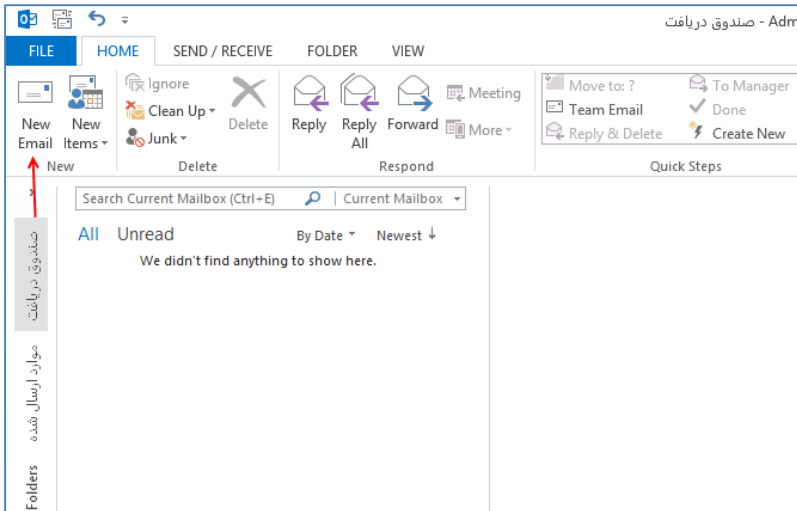 صندوق دریافت - Adm
FILE HOME SEND / RECEIVE FOLDER VIEW
New Email
New Items
Ignore
Clean Up
Junk
Delete
Reply
Reply All
Forward
Meeting
More
Move to: ?
Team Email
Reply & Delete
To Manager
Done
Create New
New
Delete
Respond
Quick Steps
Search Current Mailbox (Ctrl+E)
Current Mailbox
All Unread By Date Newest
We didn't find anything to show here.
صندوق دریافت
موارد ارسال شده
Folders